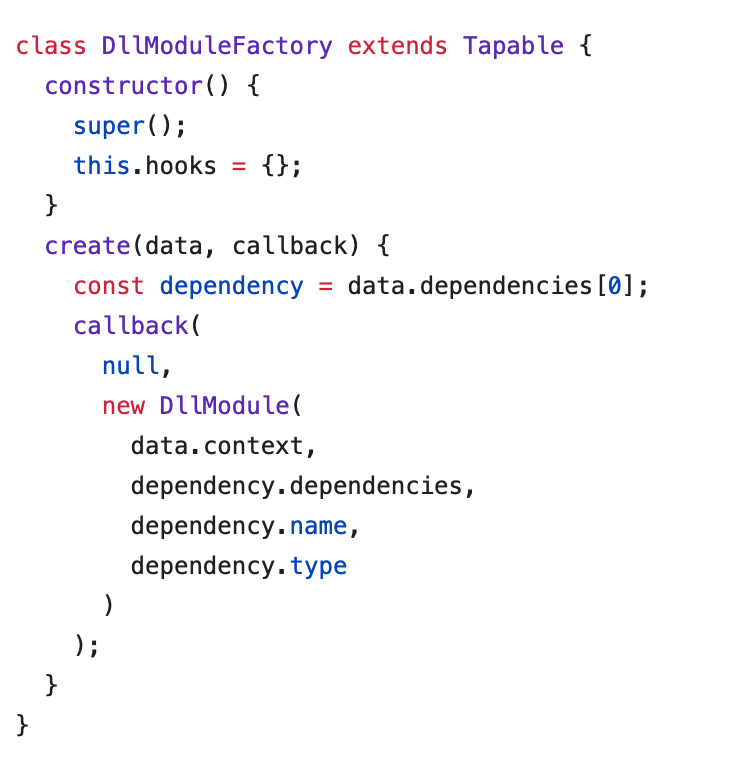 class DllModuleFactory extends Tapable {
  constructor() {
    super();
    this.hooks = {};
  }
  create(data, callback) {
    const dependency = data.dependencies[0];
    callback(
      null,
      new DllModule(
        data.context,
        dependency.dependencies,
        dependency.name,
        dependency.type
      )
    );
  }
}